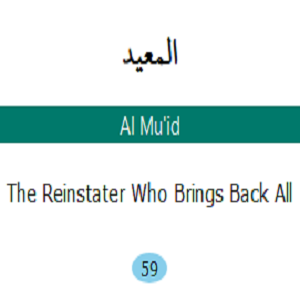 المعيد
Al Mu'id
The Reinstater Who Brings Back All
59